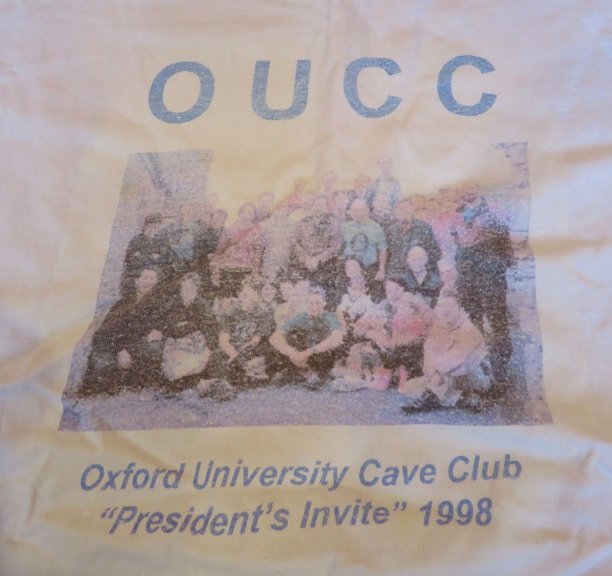 OUCC
Oxford University Cave Club
“President’s Invite” 1998